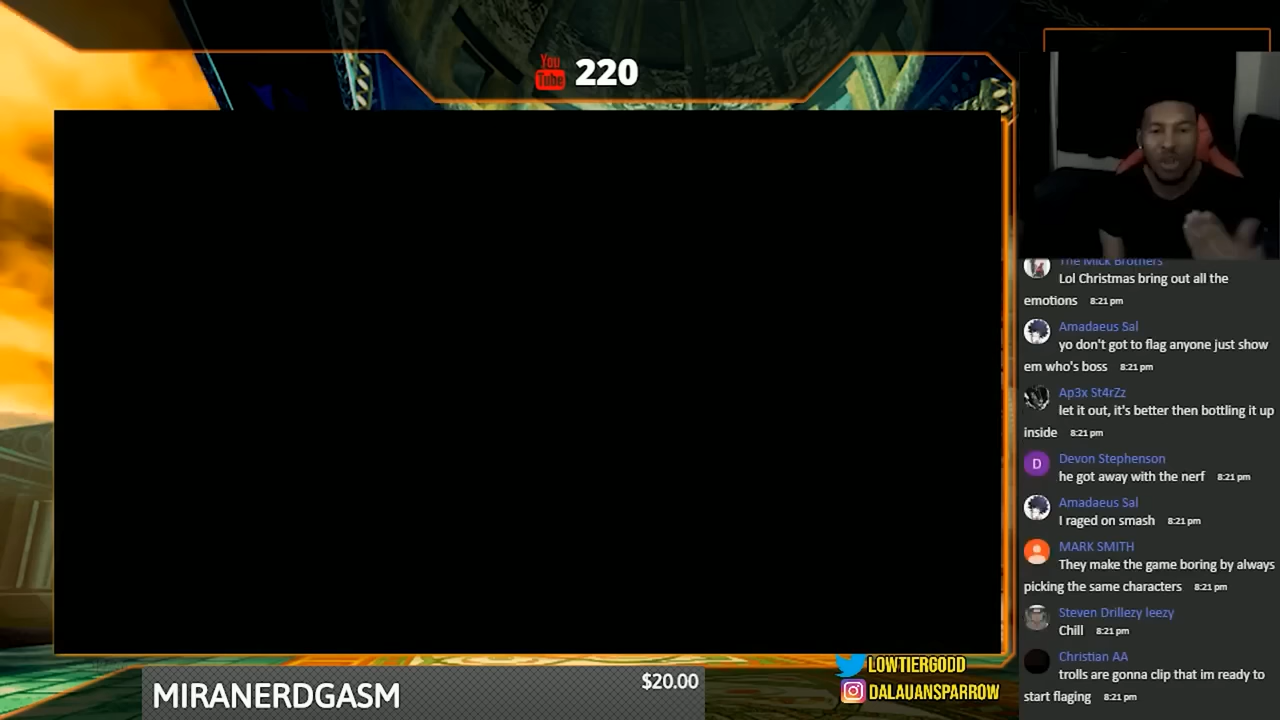 You
Tube
220
The Mick Brothers
Lol Christmas bring out all the
emotions 8:21 pm
Amadaeus Sal
yo don't got to flag anyone just show
em who's boss 8:21 pm
Ap3x St4rZz
let it out, it's better then bottling it up
inside 8:21 pm
D
Devon Stephenson
he got away with the nerf 8:21 pm
Amadaeus Sal
I raged on smash 8:21 pm
MARK SMITH
They make the game boring by always
picking the same characters 8:21 pm
Steven Drillezy leezy
Chill 8:21 pm
Christian AA
trolls are gonna clip that im ready to
start flaging 8:21 pm
LOWTIERGODD
DALAUANSPARROW
MIRANERDGASM
$20.00